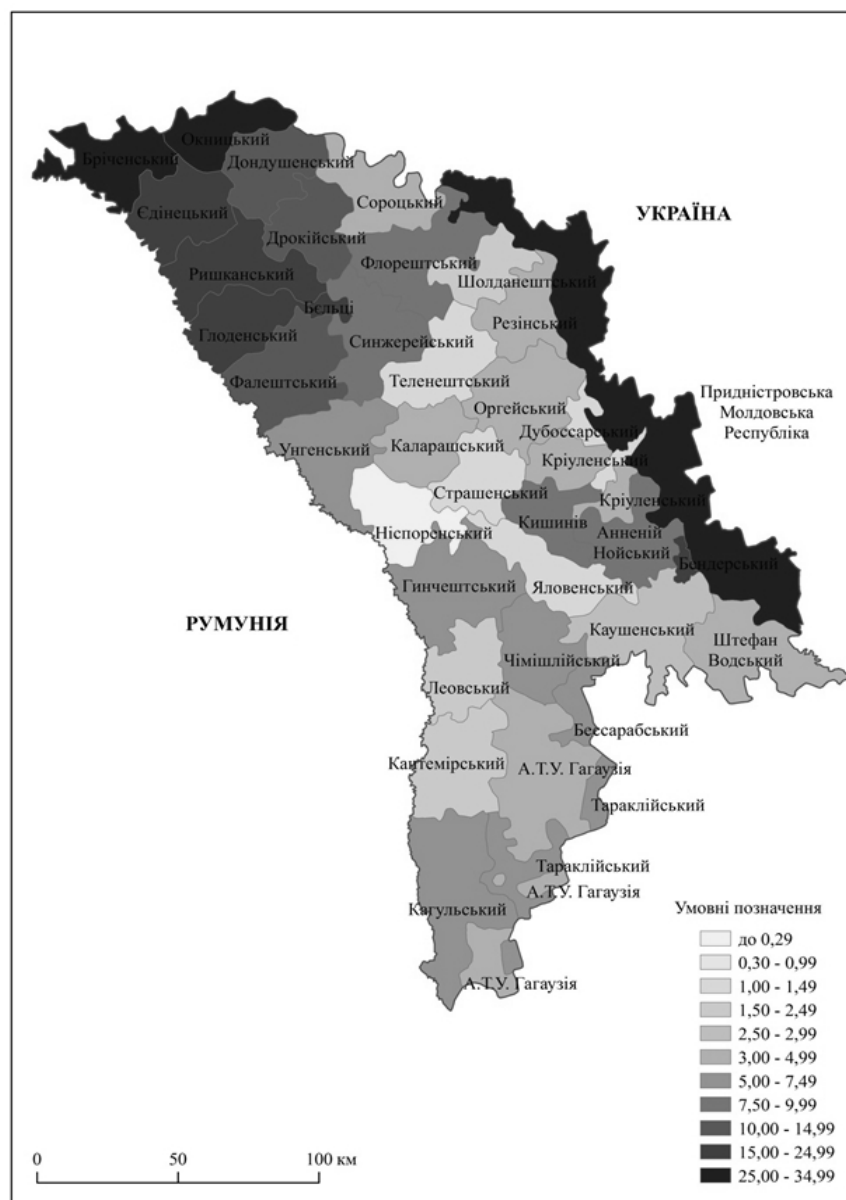 Окницький
Бріченський
Дондушенський
Сороцький
Єдінецький
УКРАЇНА
Дрокійський
Флорештський
Ришканський
Шолданештський
Бєльці
Резінський
Глоденський
Синжерейський
Фалештський
Теленештський
Придністровська
Молдовська
Республіка
Оргейський
Дубоссарський
Унгенський
Каларашський
Кріуленський
Страшенський
Кріуленський
Кишинів
Анненій
Нойський
Ніспоренський
Бендерський
Гинчештський
Яловенський
РУМУНІЯ
Каушенський
Штефан
Водський
Чімішлійський
Леовський
Бессарабський
Кантемірський
А.Т.У. Гагаузія
Тараклійський
Тараклійський
А.Т.У. Гагаузія
Кагульський
А.Т.У. Гагаузія
Умовні позначення
до 0,29
0,30 - 0,99
1,00 - 1,49
1,50 - 2,49
2,50 - 2,99
3,00 - 4,99
5,00 - 7,49
7,50 - 9,99
10,00 - 14,99
15,00 - 24,99
25,00 - 34,99
0 50 100 км